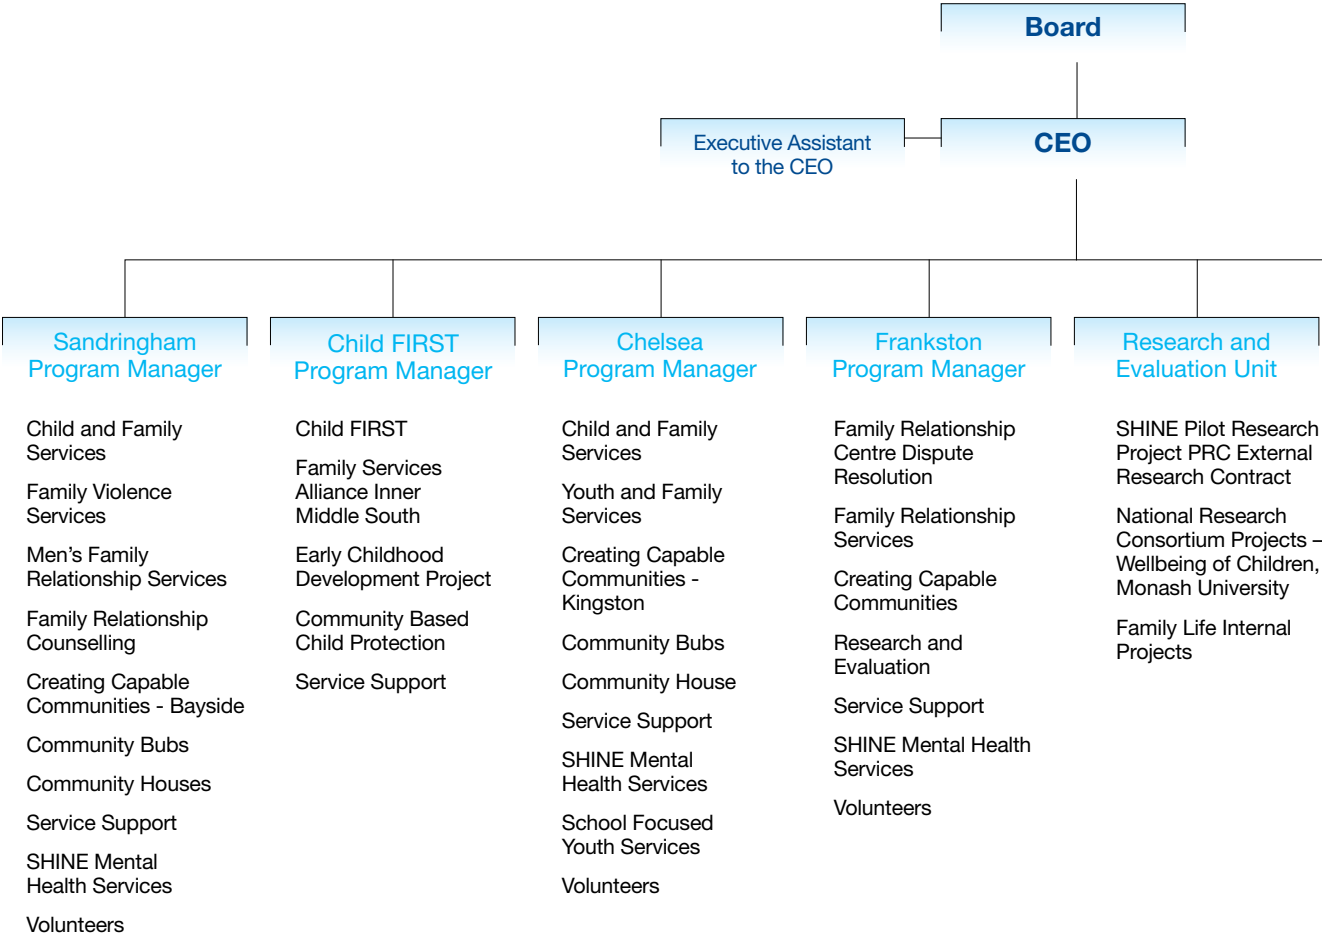 Board
Executive Assistant
to the CEO
CEO
Sandringham
Program Manager
Child and Family
Services
Family Violence
Services
Men’s Family
Relationship Services
Family Relationship
Counselling
Creating Capable
Communities - Bayside
Community Bubs
Community Houses
Service Support
SHINE Mental
Health Services
Volunteers
Child FIRST
Program Manager
Child FIRST
Family Services
Alliance Inner
Middle South
Early Childhood
Development Project
Community Based
Child Protection
Service Support
Chelsea
Program Manager
Child and Family
Services
Youth and Family
Services
Creating Capable
Communities -
Kingston
Community Bubs
Community House
Service Support
SHINE Mental
Health Services
School Focused
Youth Services
Volunteers
Frankston
Program Manager
Family Relationship
Centre Dispute
Resolution
Family Relationship
Services
Creating Capable
Communities
Research and
Evaluation
Service Support
SHINE Mental Health
Services
Volunteers
Research and
Evaluation Unit
SHINE Pilot Research
Project PRC External
Research Contract
National Research
Consortium Projects –
Wellbeing of Children,
Monash University
Family Life Internal
Projects